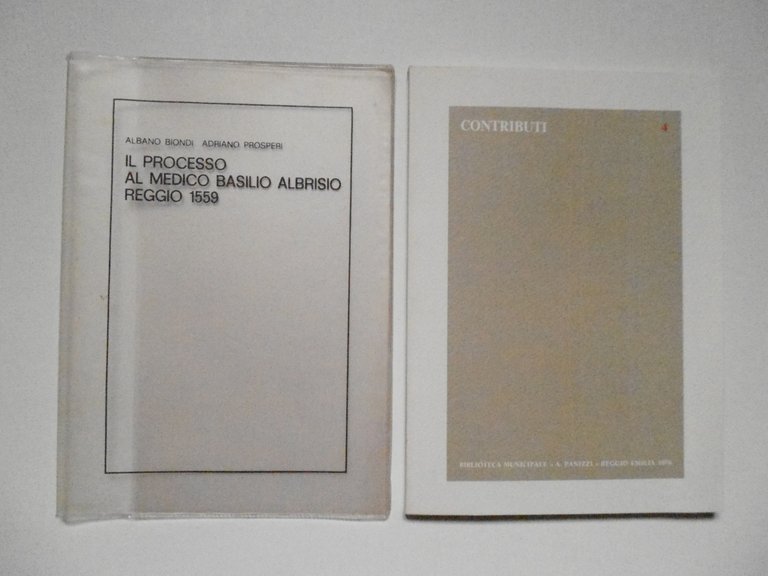 ALBANO BIONDI ADRIANO PROSPERI
IL PROCESSO
AL MEDICO BASILIO ALBRISIO
REGGIO 1559
CONTRIBUTI 4
BIBLIOTECA MUNICIPALE - A. PANIZZI - REGGIO EMILIA